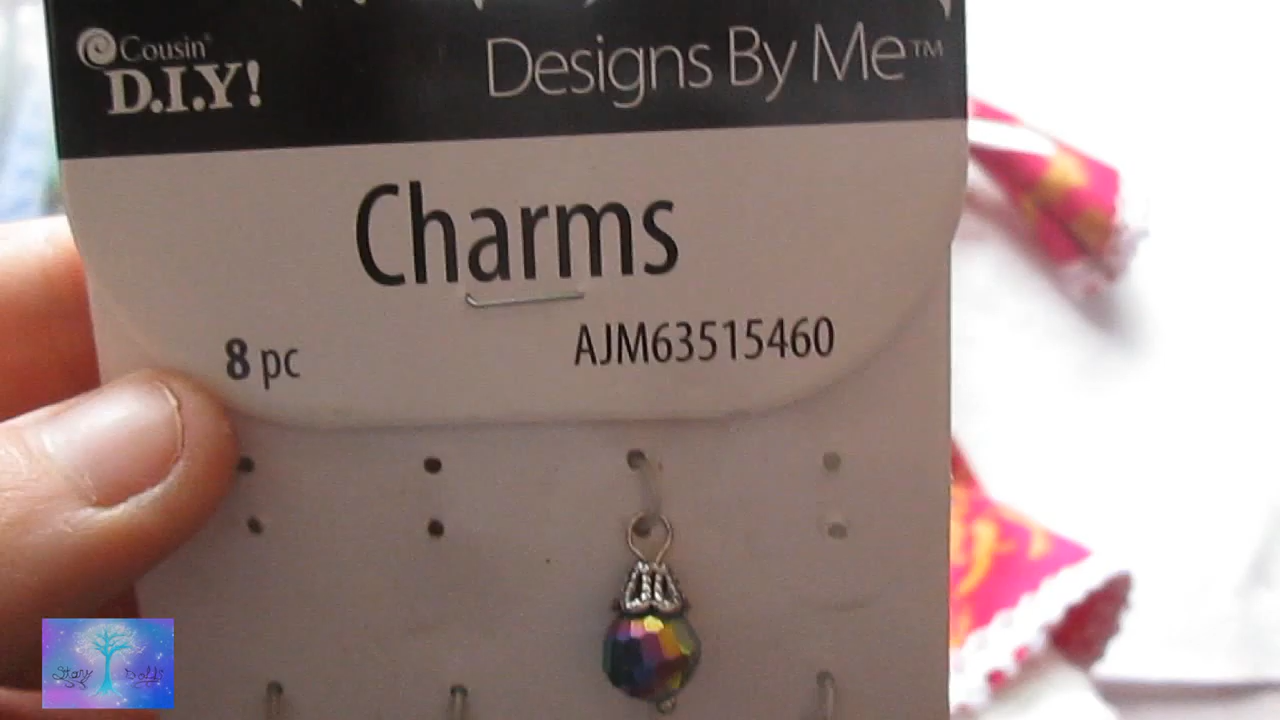 Cousin®
D.I.Y!
Designs By Me™
Charms
8 pc
AJM63515460